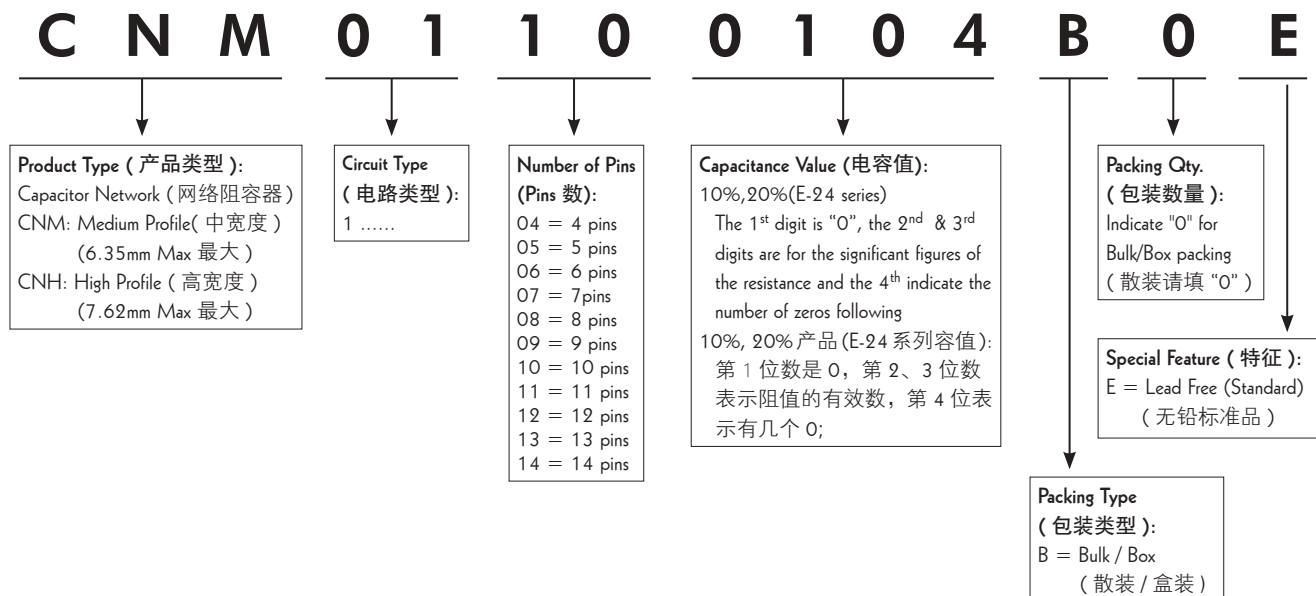 C N M 0 1 1 0 0 1 0 4 B 0 E
Product Type ( 产品类型 ):
Capacitor Network ( 网络阻容器 )
CNM: Medium Profile( 中宽度 )
(6.35mm Max 最大 )
CNH: High Profile ( 高宽度 )
(7.62mm Max 最大 )
Circuit Type
( 电路类型 ):
1 ......
Number of Pins
(Pins 数):
04 = 4 pins
05 = 5 pins
06 = 6 pins
07 = 7pins
08 = 8 pins
09 = 9 pins
10 = 10 pins
11 = 11 pins
12 = 12 pins
13 = 13 pins
14 = 14 pins
Capacitance Value (电容值):
10%,20%(E-24 series)
The 1st digit is “0”, the 2nd & 3rd
digits are for the significant figures of
the resistance and the 4th indicate the
number of zeros following
10%, 20% 产品 (E-24 系列容值):
第 1 位数是 0，第 2、3 位数
表示阻值的有效数，第 4 位表
示有几个 0;
Packing Qty.
( 包装数量 ):
Indicate "0" for
Bulk/Box packing
( 散装请填 “0” )
Special Feature ( 特征 ):
E = Lead Free (Standard)
( 无铅标准品 )
Packing Type
( 包装类型 ):
B = Bulk / Box
( 散装 / 盒装 )